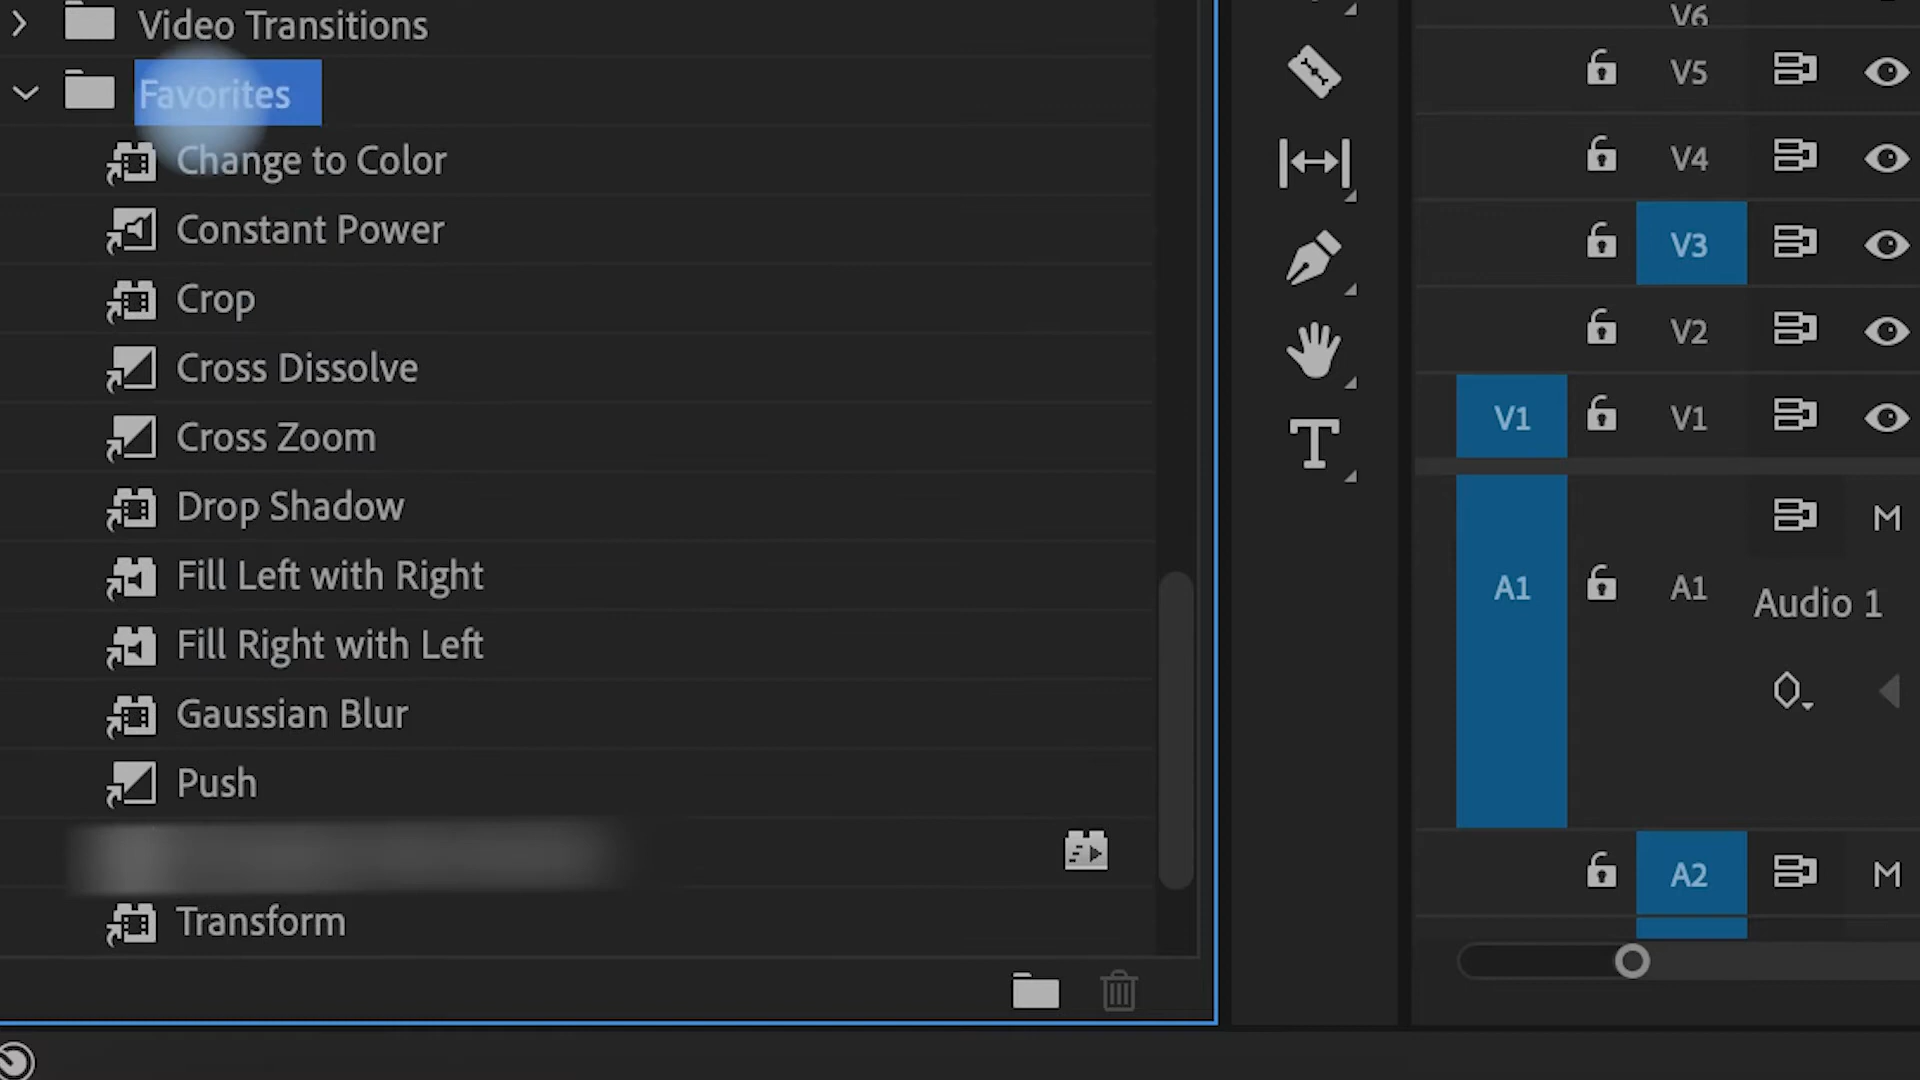 Video Transitions
Favorites
Change to Color
Constant Power
Crop
Cross Dissolve
Cross Zoom
Drop Shadow
Fill Left with Right
Fill Right with Left
Gaussian Blur
Push
Transform
V6
V5
V4
V3
V2
V1 V1
M
A1 A1
Audio 1
A2 M